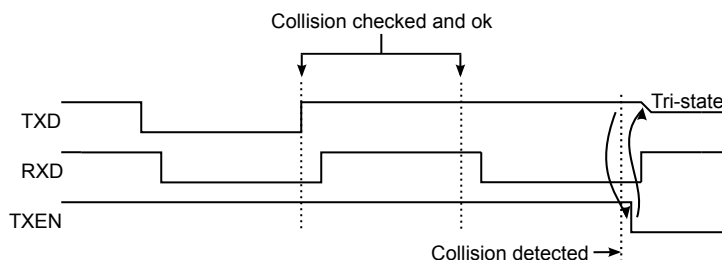 Collision checked and ok
Tri-state
TXD
RXD
TXEN
Collision detected